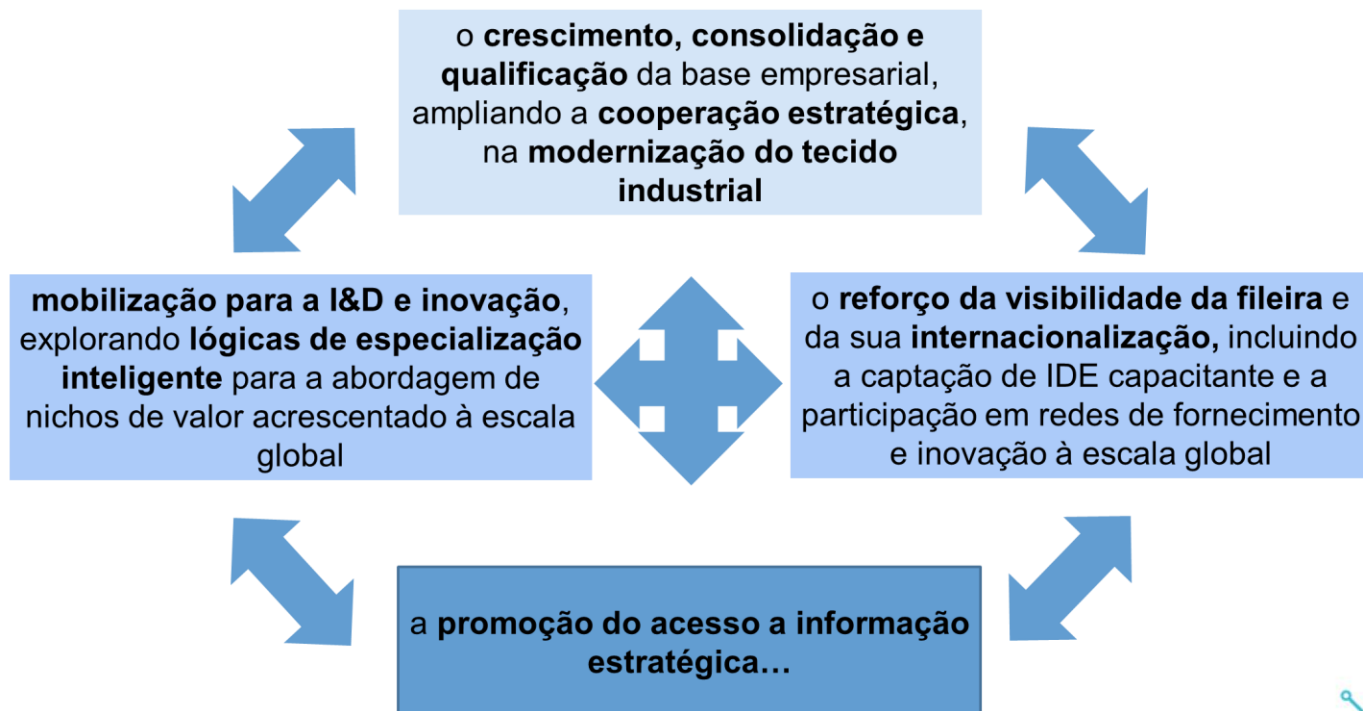 o crescimento, consolidação e
qualificação da base empresarial,
ampliando a cooperação estratégica,
na modernização do tecido
industrial
mobilização para a I&D e inovação,
explorando lógicas de especialização
inteligente para a abordagem de
nichos de valor acrescentado à escala
global
o reforço da visibilidade da fileira e
da sua internacionalização, incluindo
a captação de IDE capacitante e a
participação em redes de fornecimento
e inovação à escala global
a promoção do acesso a informação
estratégica…